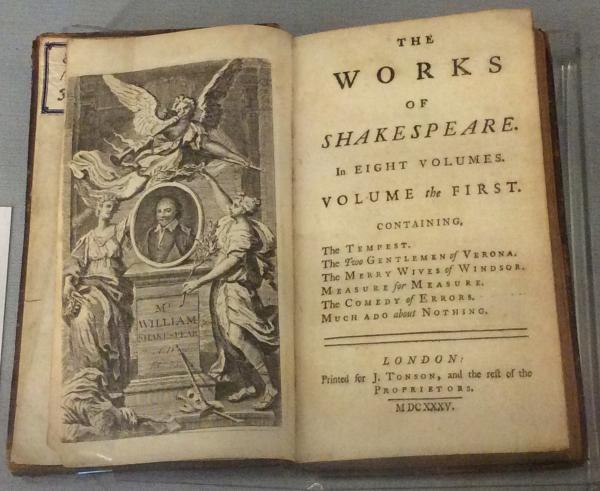 Mr.
WILLIAM
SHAKESPEAR
THE
WORKS
OF
SHAKESPEARE.
In EIGHT VOLUMES.
VOLUME the FIRST.
CONTAINING,
The TEMPEST.
The Two GENTLEMEN of VERONA.
The MERRY WIVES of WINDSOR.
MEASURE for MEASURE.
The COMEDY of ERRORS.
MUCH ADO about NOTHING.
LONDON:
Printed for J. TONSON, and the reſt of the
PROPRIETORS.
MDCXXXV.